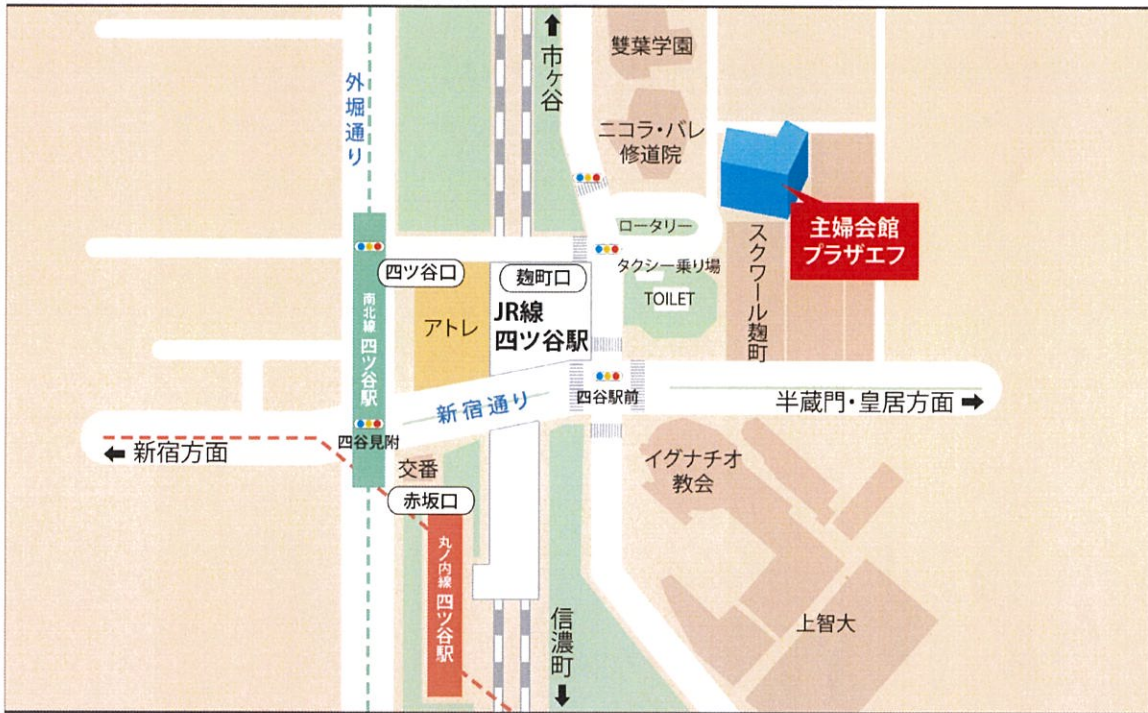 市ヶ谷
雙葉学園
外堀通り
ニコラ・バレ
修道院
ロータリー
主婦会館
プラザエフ
四ツ谷口
麹町口
タクシー乗り場
TOILET
スクワール麹町
南北線 四ツ谷駅
アトレ
JR線
四ツ谷駅
新宿通り
四谷駅前
半蔵門・皇居方面
四谷見附
新宿方面
交番
イグナチオ
教会
赤坂口
丸ノ内線 四ツ谷駅
信濃町
上智大